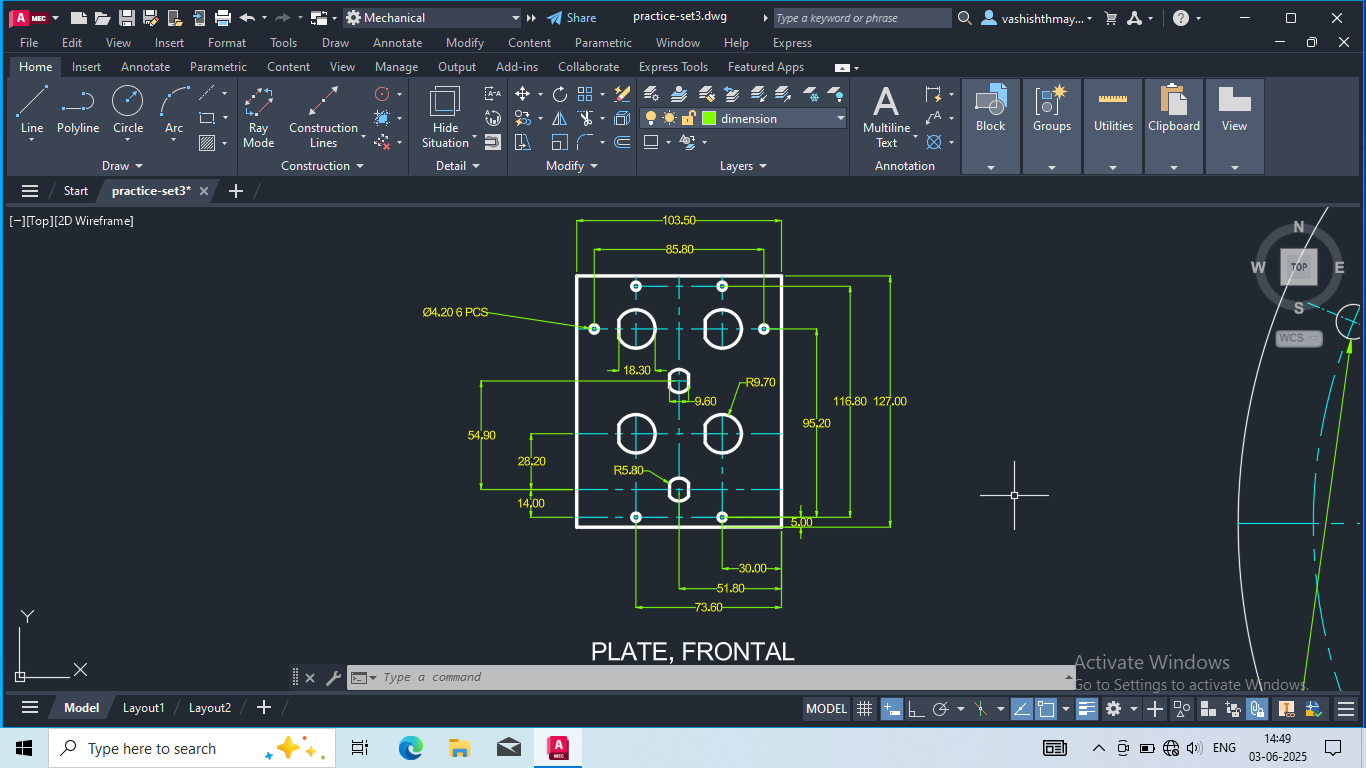 A MEC
Mechanical
Share
practice-set3.dwg
Type a keyword or phrase
vashishthmay...
File Edit View Insert Format Tools Draw Annotate Modify Content Parametric Window Help Express
Home Insert Annotate Parametric Content View Manage Output Add-ins Collaborate Express Tools Featured Apps
Line Polyline Circle Arc
Ray Mode
Construction Lines
Hide Situation
dimension
Multiline Text
Block Groups Utilities Clipboard View
Draw Construction Detail Modify Layers Annotation
Start practice-set3*
[−][Top][2D Wireframe]
103.50
85.80
Ø4.20 6 PCS
18.30
R9.70
9.60
116.80 127.00
95.20
54.90
28.20
R5.80
14.00
5.00
30.00
51.80
73.60
PLATE, FRONTAL
N
W TOP E
S
WCS
Y
X
Type a command
Activate Windows
Go to Settings to activate Windows.
Model Layout1 Layout2
MODEL
Type here to search
A MEC
ENG
14:49
03-06-2025